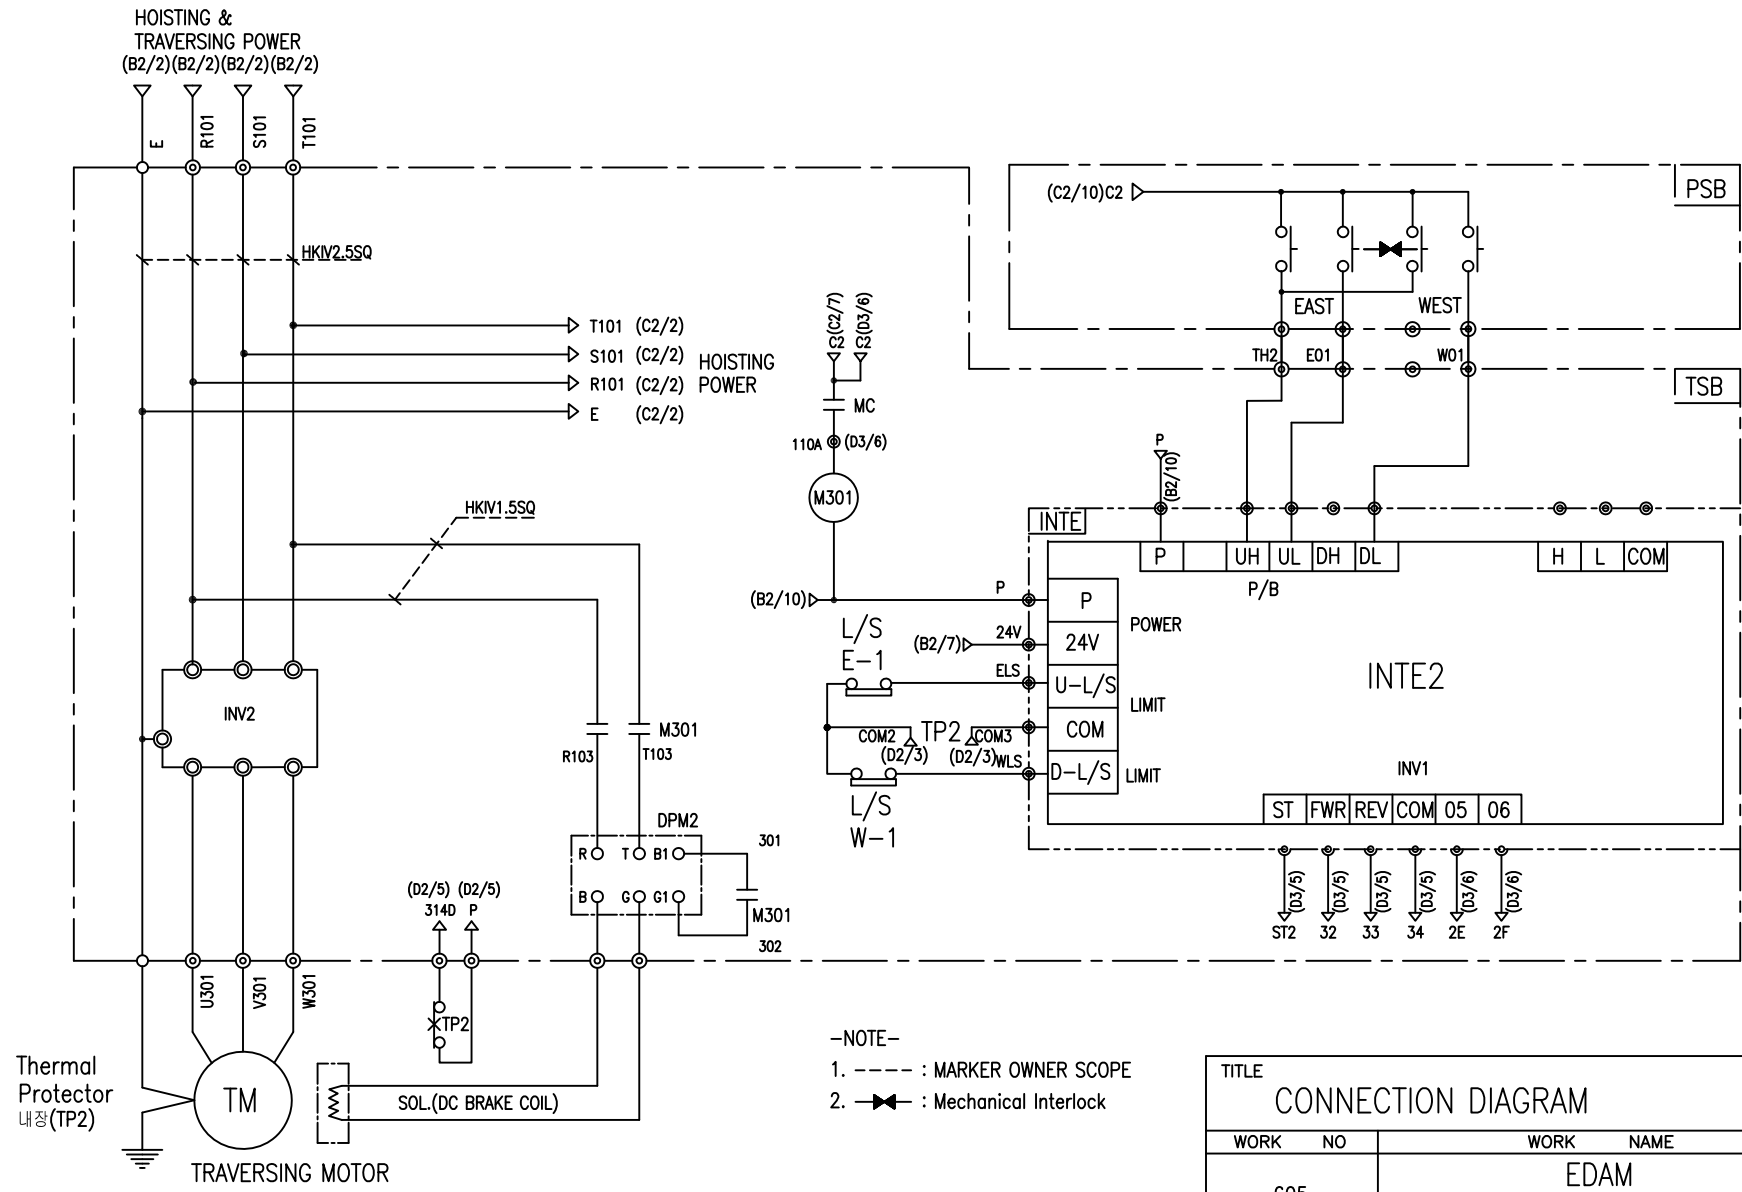 HOISTING &
TRAVERSING POWER
(B2/2)(B2/2)(B2/2)(B2/2)
E
R101
S101
T101
HKIV2.5SQ
T101 (C2/2)
S101 (C2/2)
R101 (C2/2)
E (C2/2)
HOISTING
POWER
HKIV1.5SQ
INV2
R103
M301
T103
DPM2
R T B1
B G G1
301
M301
302
(D2/5) (D2/5)
314D P
TP2
U301
V301
W301
Thermal
Protector
내장(TP2)
TM
TRAVERSING MOTOR
SOL.(DC BRAKE COIL)
C2(C2/7)
C2(D3/6)
MC
110A (D3/6)
M301
(B2/10) P
L/S
E-1
(B2/7) 24V
ELS
COM2
(D2/3)
TP2
COM3
(D2/3)
WLS
L/S
W-1
(C2/10)C2
PSB
EAST
WEST
TH2 E01 W01
TSB
P
(B2/10)
INTE
P UH UL DH DL
P/B
H L COM
P
24V
U-L/S
COM
D-L/S
POWER
LIMIT
LIMIT
INTE2
INV1
ST FWR REV COM 05 06
(D3/5) (D3/5) (D3/5) (D3/5) (D3/6) (D3/6)
ST2 32 33 34 2E 2F
-NOTE-
1. ----- : MARKER OWNER SCOPE
2. : Mechanical Interlock
TITLE
CONNECTION DIAGRAM
WORK NO
WORK NAME
EDAM